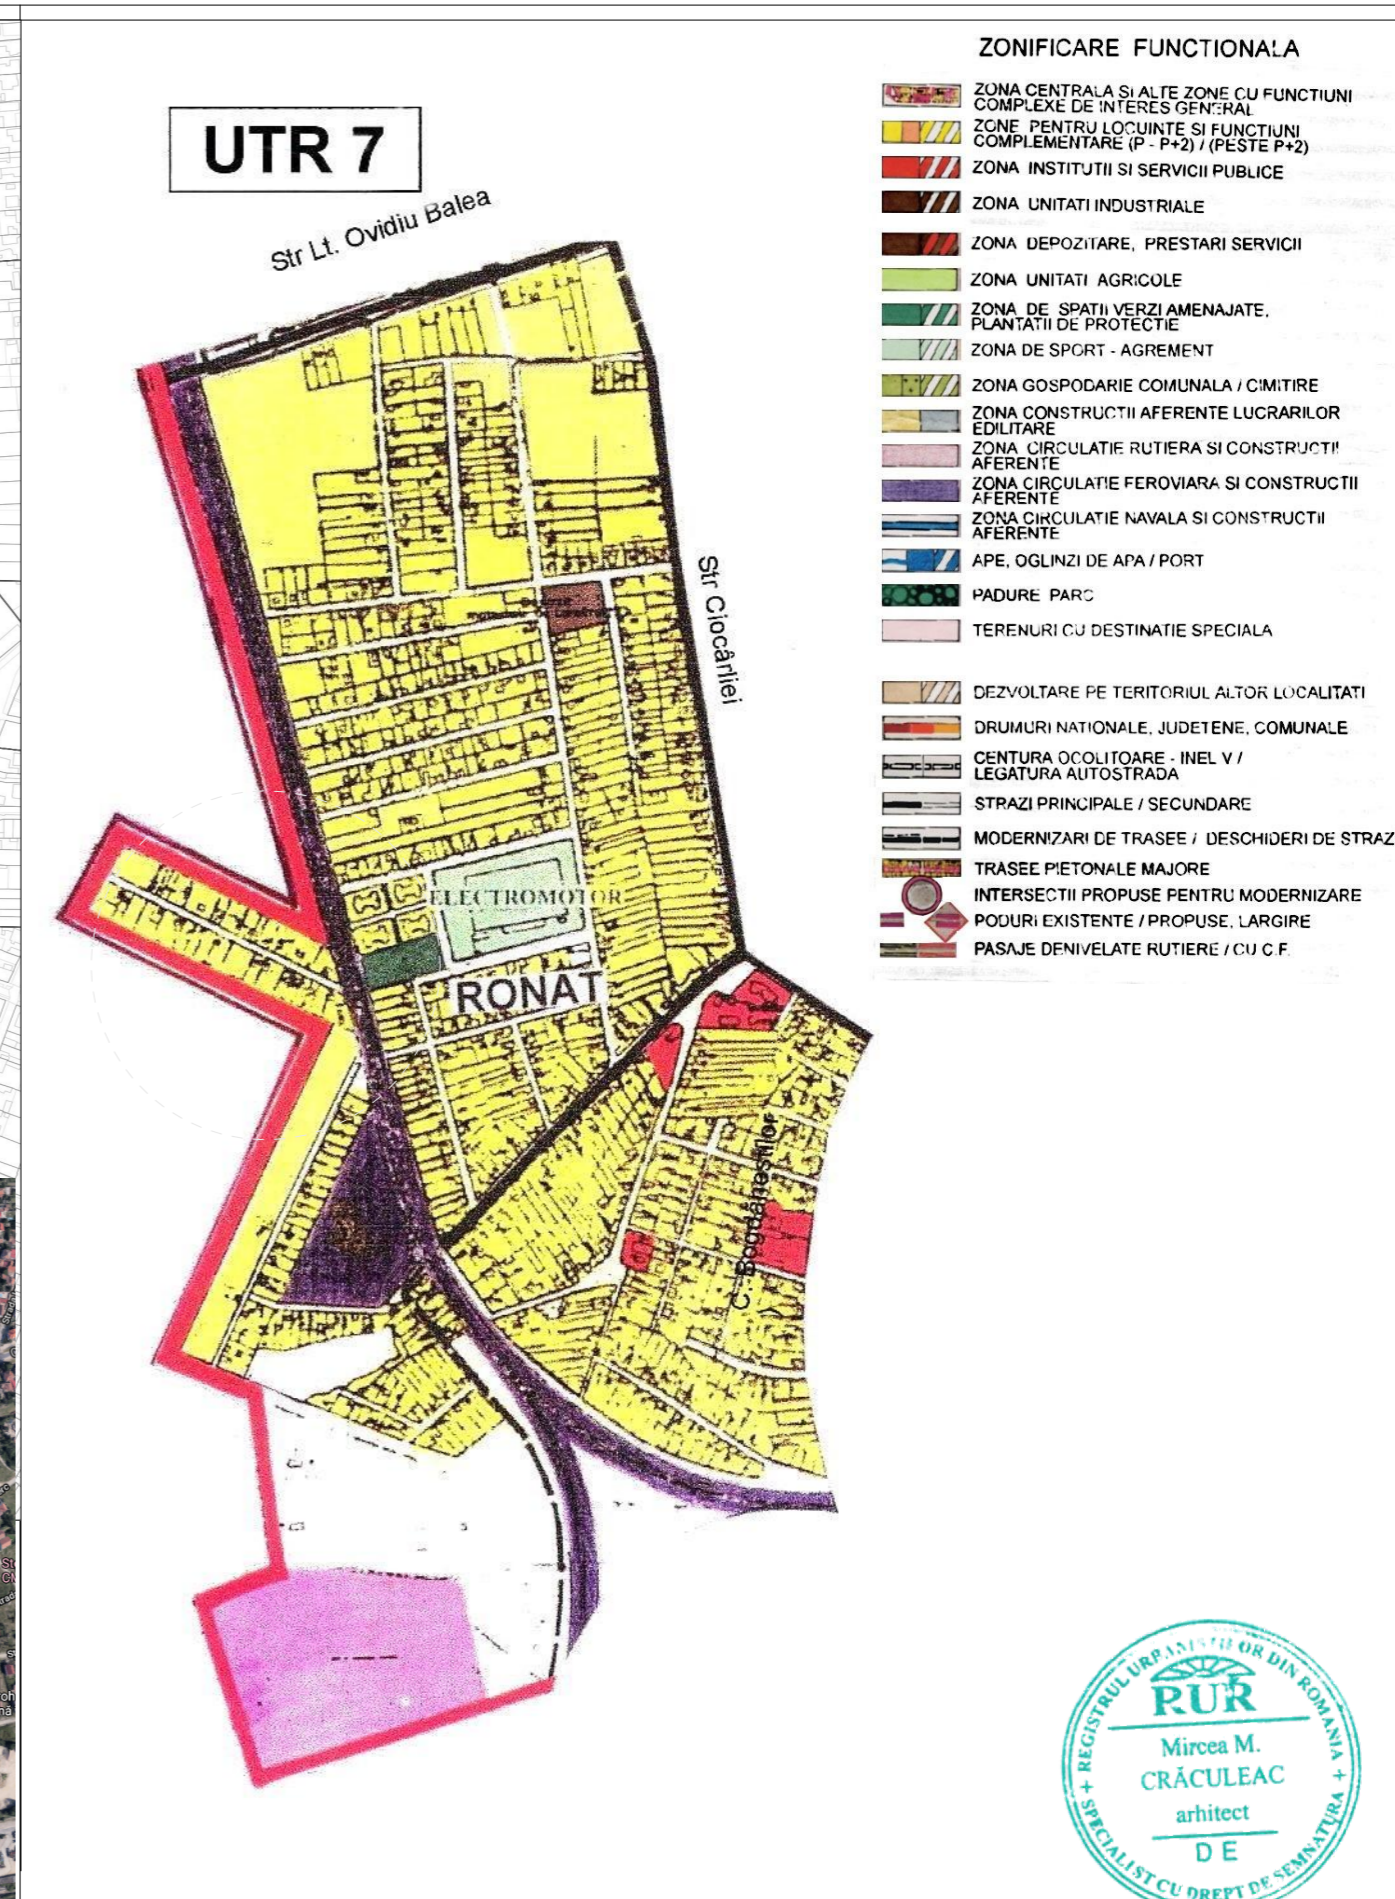 UTR 7
Str Lt. Ovidiu Balea
Str Ciocârliei
ELECTROMOTOR
RONAT
C. Bogdăneștilor
ZONIFICARE FUNCTIONALA
ZONA CENTRALA SI ALTE ZONE CU FUNCTIUNI
COMPLEXE DE INTERES GENERAL
ZONE PENTRU LOCUINTE SI FUNCTIUNI
COMPLEMENTARE (P - P+2) / (PESTE P+2)
ZONA INSTITUTII SI SERVICII PUBLICE
ZONA UNITATI INDUSTRIALE
ZONA DEPOZITARE, PRESTARI SERVICII
ZONA UNITATI AGRICOLE
ZONA DE SPATII VERZI AMENAJATE,
PLANTATII DE PROTECTIE
ZONA DE SPORT - AGREMENT
ZONA GOSPODARIE COMUNALA / CIMITIRE
ZONA CONSTRUCTII AFERENTE LUCRARILOR
EDILITARE
ZONA CIRCULATIE RUTIERA SI CONSTRUCTII
AFERENTE
ZONA CIRCULATIE FEROVIARA SI CONSTRUCTII
AFERENTE
ZONA CIRCULATIE NAVALA SI CONSTRUCTII
AFERENTE
APE, OGLINZI DE APA / PORT
PADURE PARC
TERENURI CU DESTINATIE SPECIALA
DEZVOLTARE PE TERITORIUL ALTOR LOCALITATI
DRUMURI NATIONALE, JUDETENE, COMUNALE
CENTURA OCOLITOARE - INEL V /
LEGATURA AUTOSTRADA
STRAZI PRINCIPALE / SECUNDARE
MODERNIZARI DE TRASEE / DESCHIDERI DE STRAZ
TRASEE PIETONALE MAJORE
INTERSECTII PROPUSE PENTRU MODERNIZARE
PODURI EXISTENTE / PROPUSE, LARGIRE
PASAJE DENIVELATE RUTIERE / CU C.F.
REGISTRUL URBANISTILOR DIN ROMANIA
RUR
Mircea M.
CRĂCULEAC
arhitect
D E
SPECIALIST CU DREPT DE SEMNATURA